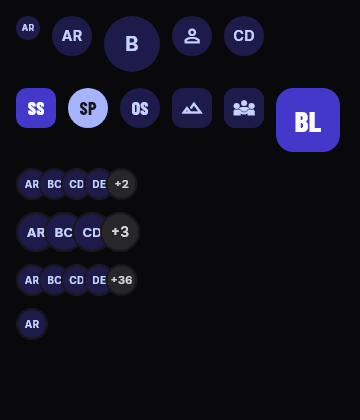 AR AR B CD
SS SP OS BL
AR BC CD DE +2
AR BC CD +3
AR BC CD DE +36
AR